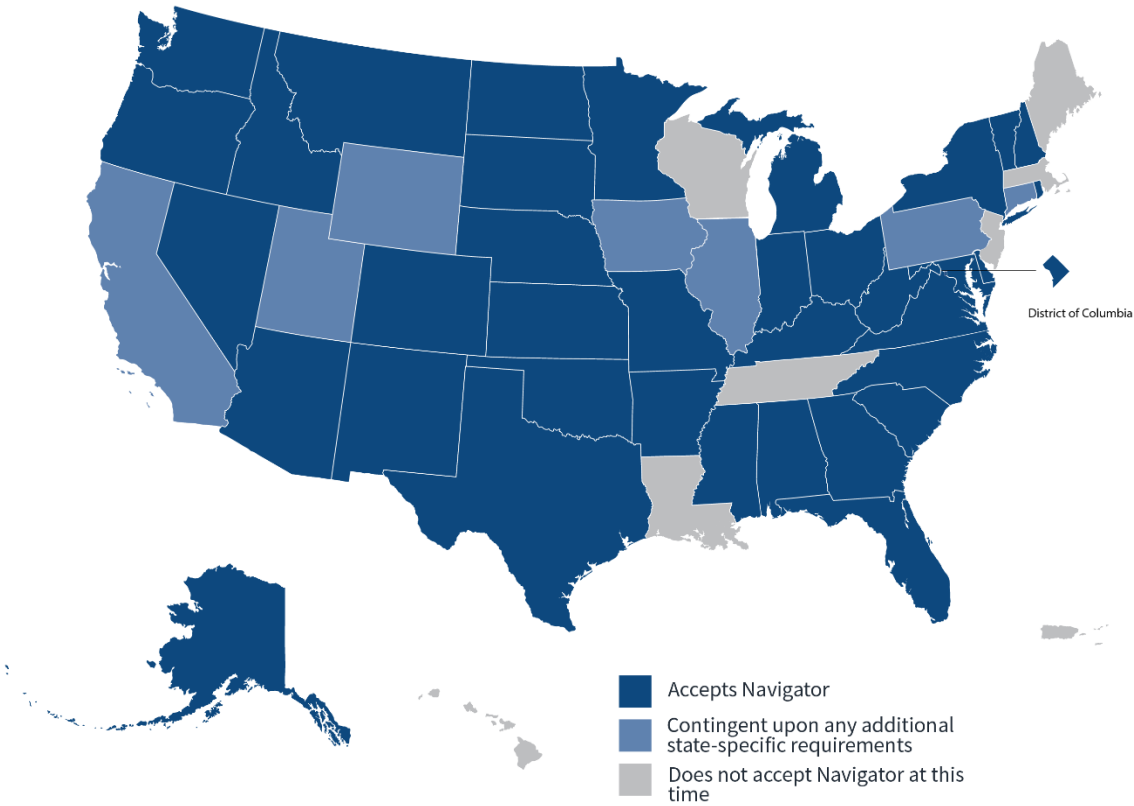 District of Columbia
Accepts Navigator
Contingent upon any additional
state-specific requirements
Does not accept Navigator at this
time